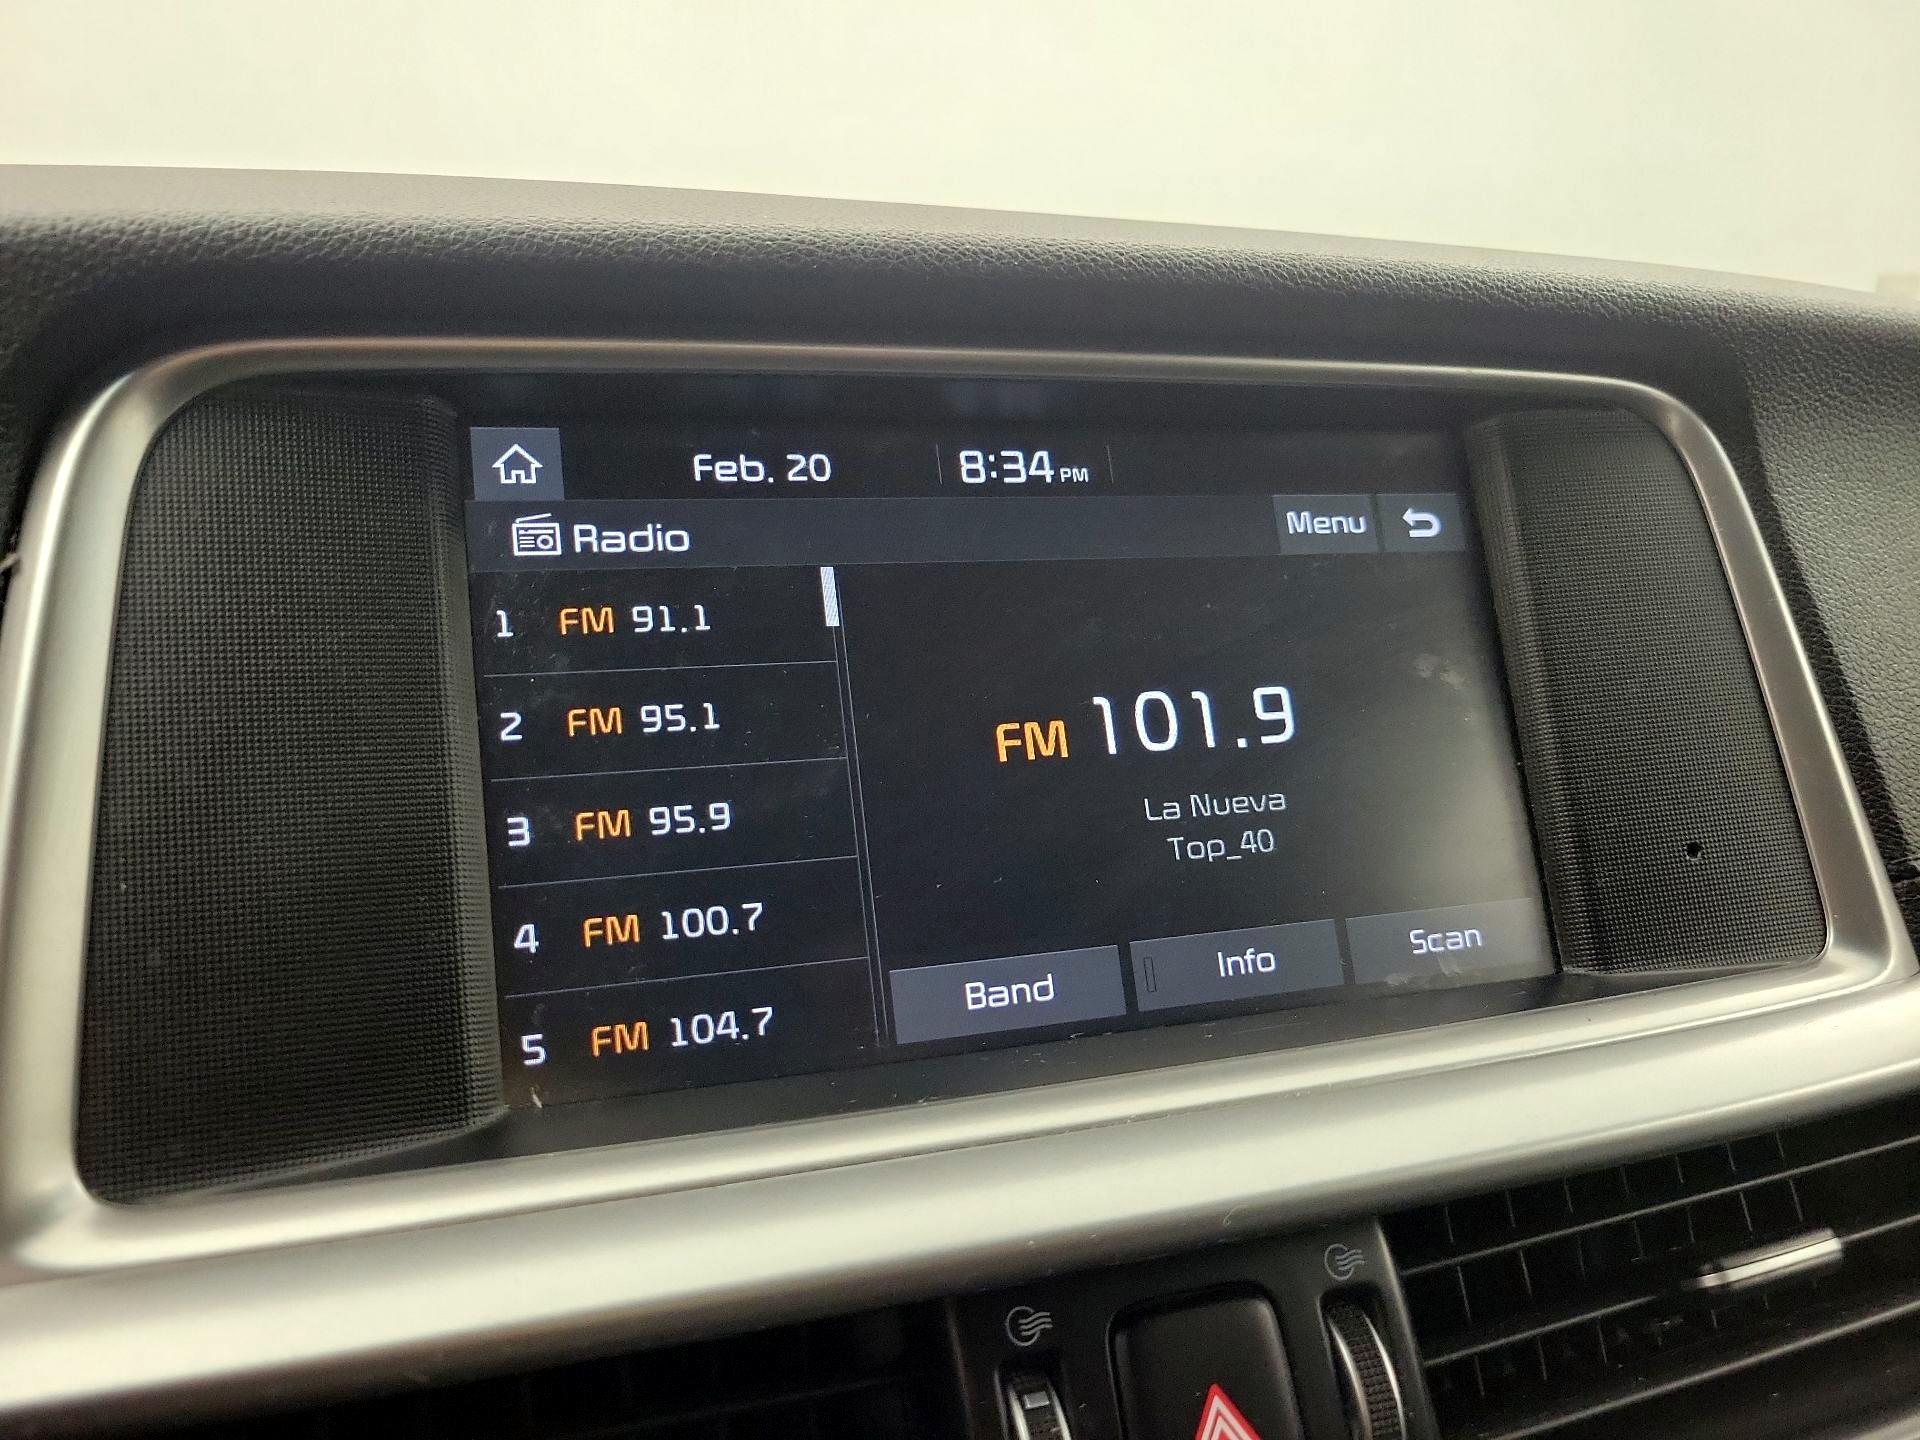 Feb. 20 8:34 PM
Radio Menu
1 FM 91.1
2 FM 95.1
3 FM 95.9
4 FM 100.7
5 FM 104.7
FM 101.9
La Nueva
Top_40
Band Info Scan